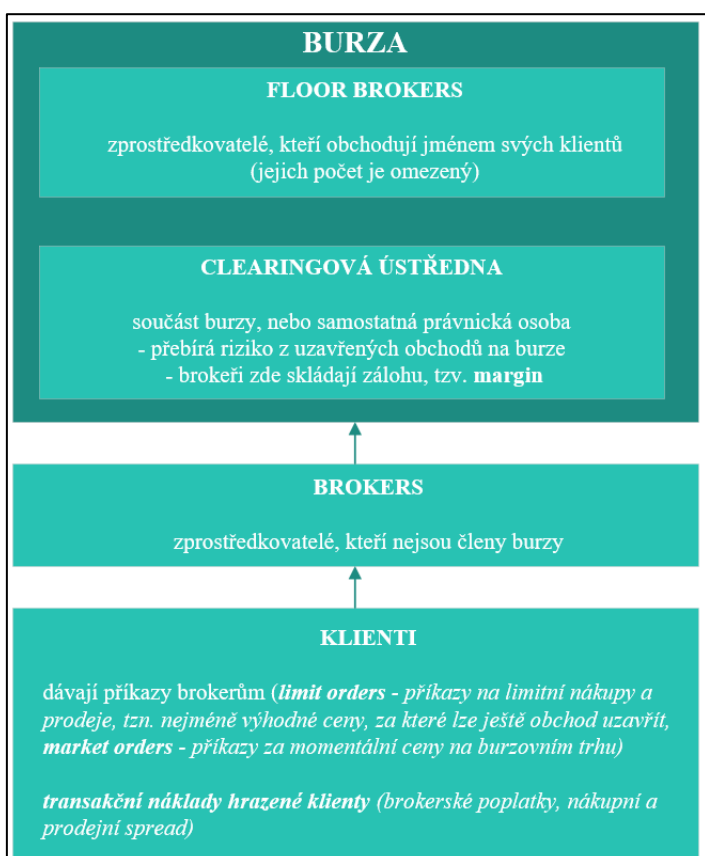 BURZA
FLOOR BROKERS
zprostředkovatelé, kteří obchodují jménem svých klientů
(jejich počet je omezený)
CLEARINGOVÁ ÚSTŘEDNA
součást burzy, nebo samostatná právnická osoba
- přebírá riziko z uzavřených obchodů na burze
- brokeři zde skládají zálohu, tzv. margin
BROKERS
zprostředkovatelé, kteří nejsou členy burzy
KLIENTI
dávají příkazy brokerům (limit orders - příkazy na limitní nákupy a
prodeje, tzn. nejméně výhodné ceny, za které lze ještě obchod uzavřít,
market orders - příkazy za momentální ceny na burzovním trhu)
transakční náklady hrazené klienty (brokerské poplatky, nákupní a
prodejní spread)